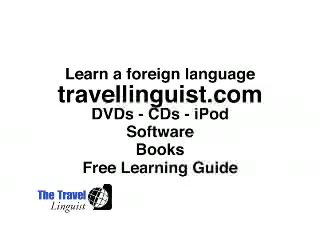 Learn a foreign language
travellinguist.com
DVDs - CDs - iPod
Software
Books
Free Learning Guide
The Travel
Linguist